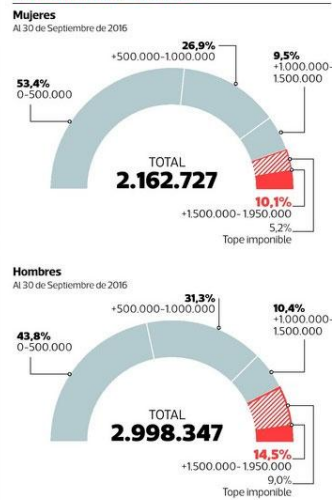 Mujeres
Al 30 de Septiembre de 2016
26,9%
+500.000-1.000.000
9,5%
+1.000.000-
1.500.000
53,4%
0-500.000
TOTAL
2.162.727
10,1%
+1.500.000-1.950.000
5,2%
Tope imponible
Hombres
Al 30 de Septiembre de 2016
31,3%
+500.000-1.000.000
10,4%
+1.000.000-
1.500.000
43,8%
0-500.000
TOTAL
2.998.347
14,5%
+1.500.000-1.950.000
9,0%
Tope imponible